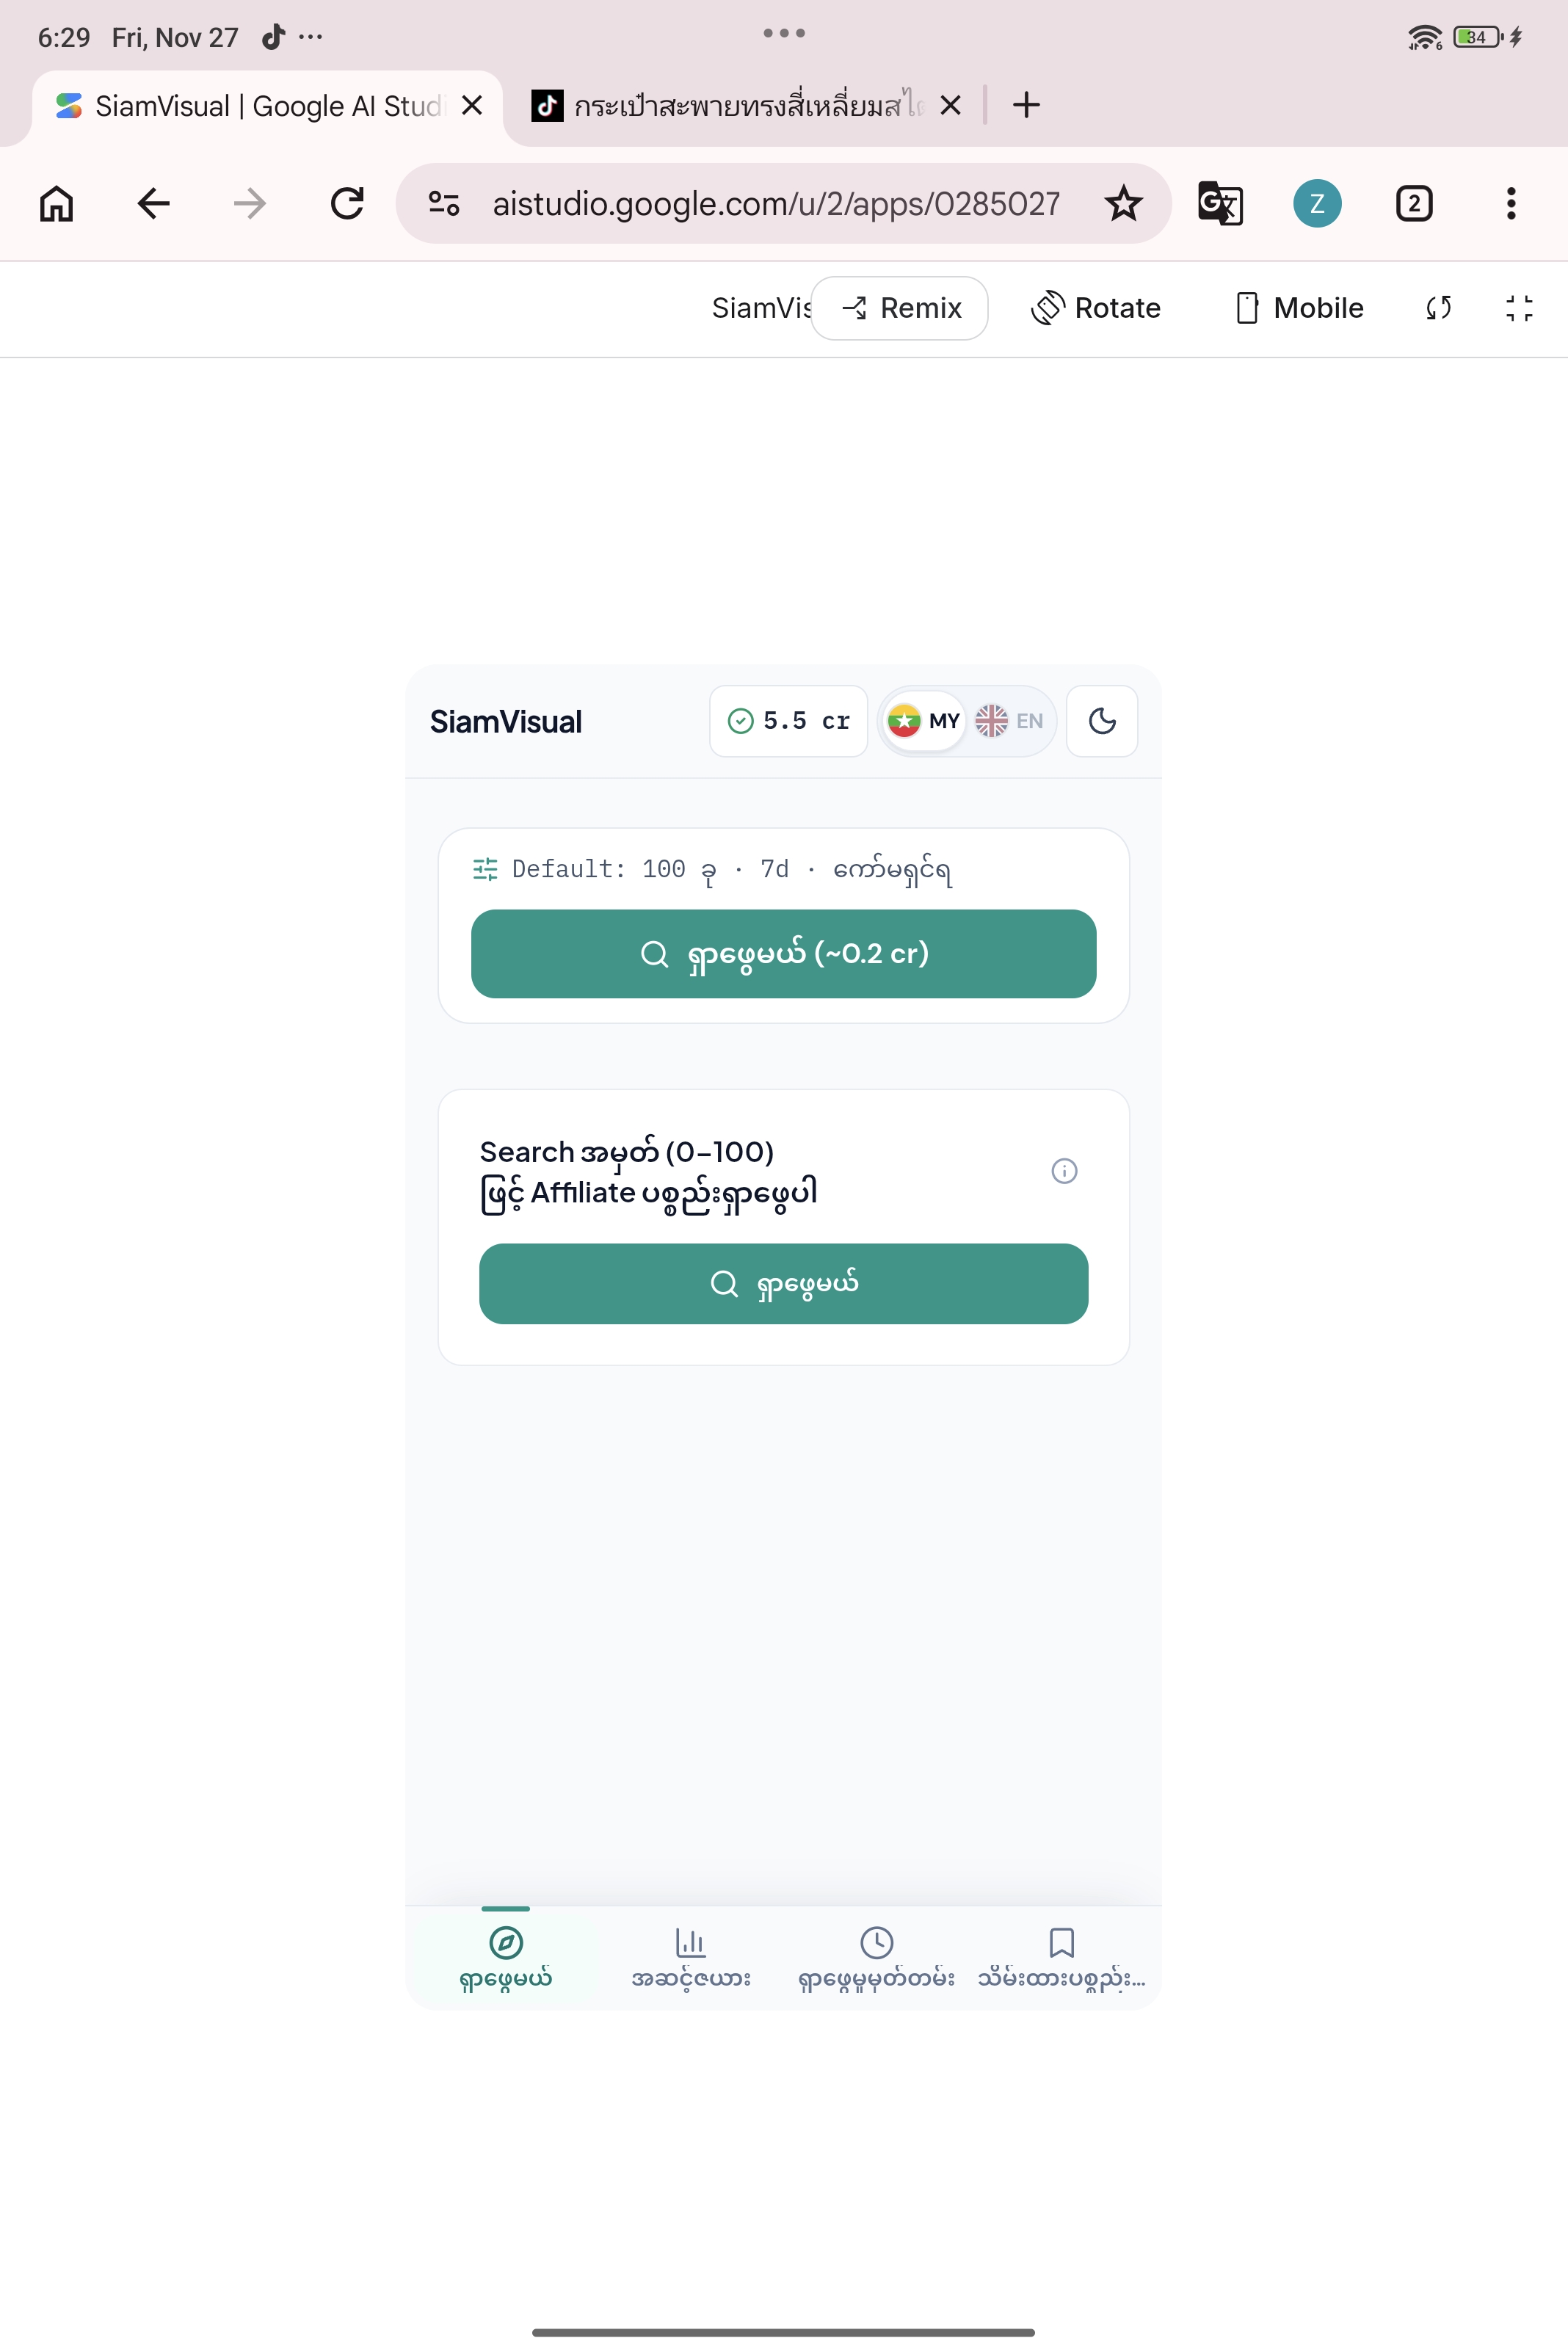 6:29 Fri, Nov 27
34
SiamVisual | Google AI Studi
กระเป๋าสะพายทรงสี่เหลี่ยมสไต
aistudio.google.com/u/2/apps/0285027
Z
2
SiamVis
Remix
Rotate
Mobile
SiamVisual
5.5 cr
MY
EN
Default: 100 ခု · 7d · ကော်မရှင်ရ
ရှာဖွေမယ် (~0.2 cr)
Search အမှတ် (0–100)
ဖြင့် Affiliate ပစ္စည်းရှာဖွေပါ
ရှာဖွေမယ်
ရှာဖွေမယ်
အဆင့်ဇယား
ရှာဖွေမှုမှတ်တမ်း
သိမ်းထားပစ္စည်း...